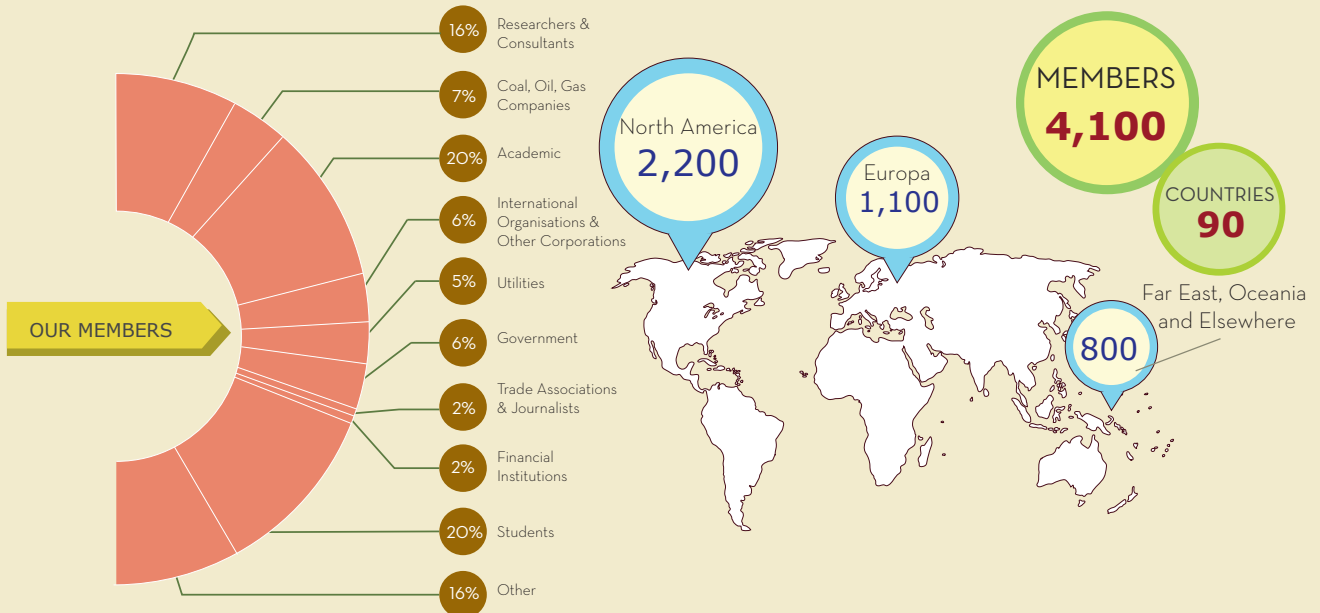 OUR MEMBERS
16%
Researchers &
Consultants
7%
Coal, Oil, Gas
Companies
20%
Academic
6%
International
Organisations &
Other Corporations
5%
Utilities
6%
Government
2%
Trade Associations
& Journalists
2%
Financial
Institutions
20%
Students
16%
Other
North America
2,200
Europa
1,100
MEMBERS
4,100
COUNTRIES
90
Far East, Oceania
and Elsewhere
800